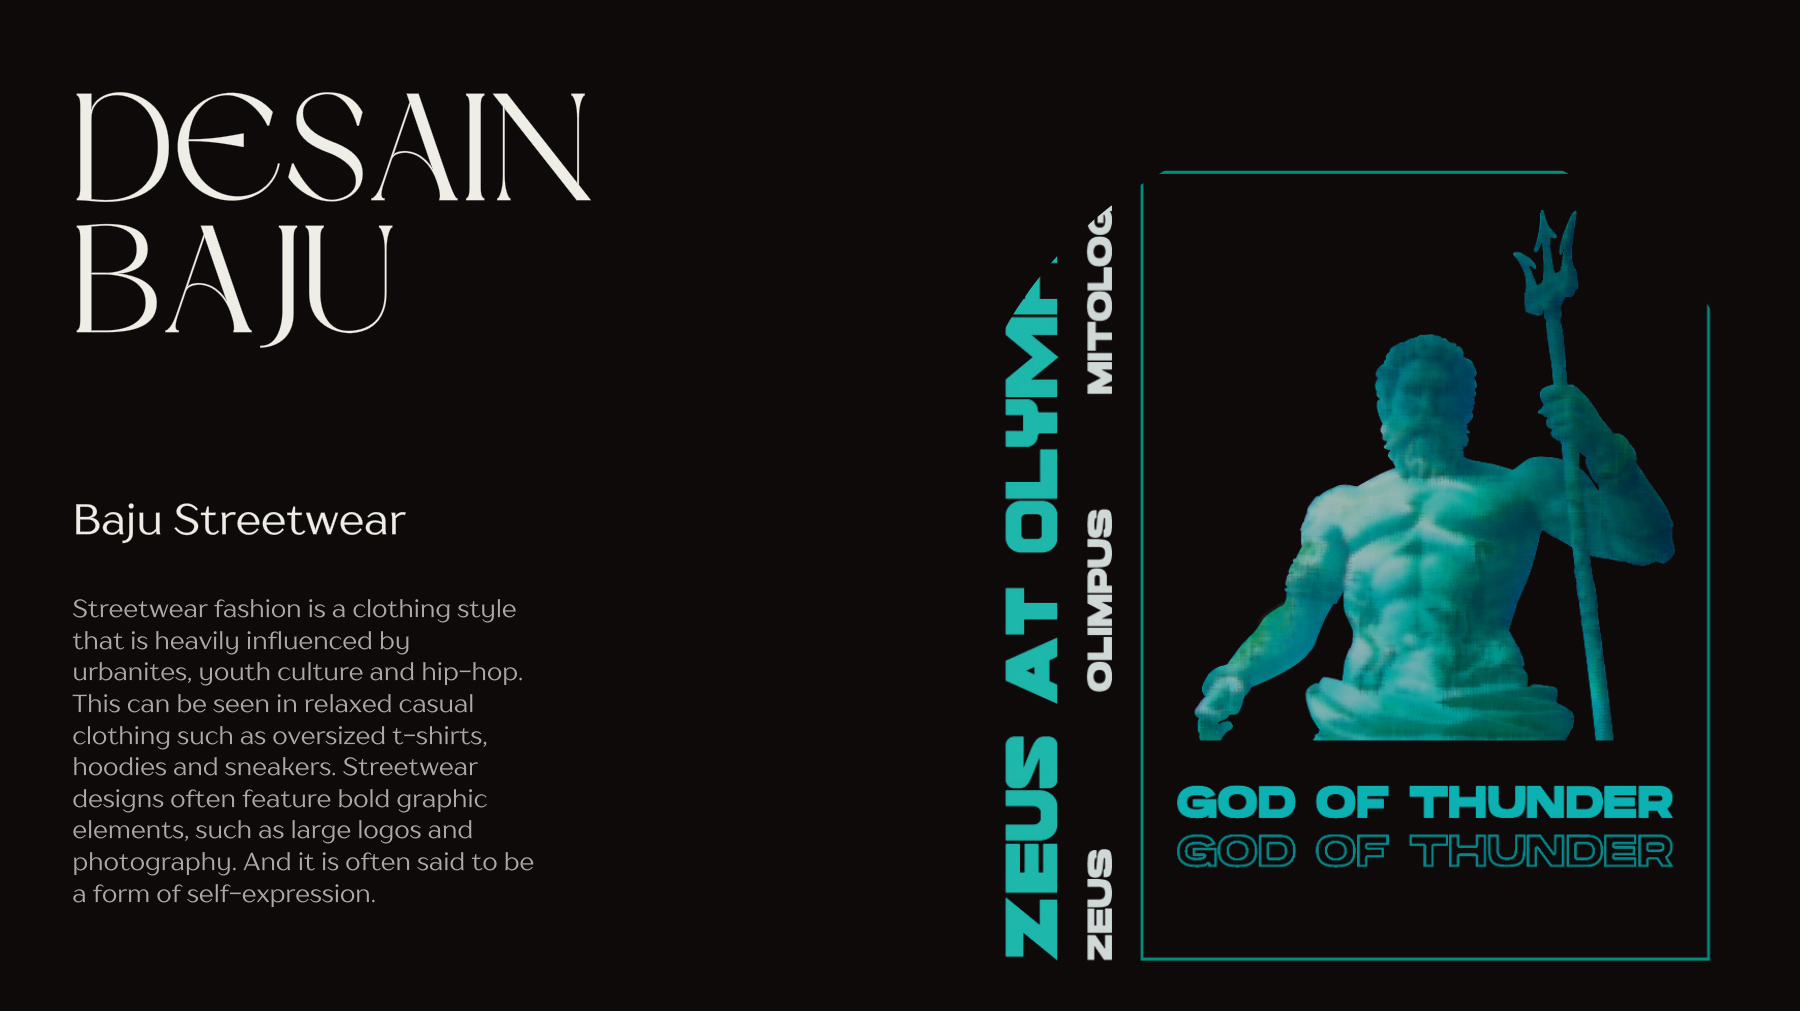 DESAIN
BAJU
Baju Streetwear
Streetwear fashion is a clothing style
that is heavily influenced by
urbanites, youth culture and hip-hop.
This can be seen in relaxed casual
clothing such as oversized t-shirts,
hoodies and sneakers. Streetwear
designs often feature bold graphic
elements, such as large logos and
photography. And it is often said to be
a form of self-expression.
ZEUS AT OLYMP
ZEUS OLIMPUS MITOLOG
GOD OF THUNDER
GOD OF THUNDER